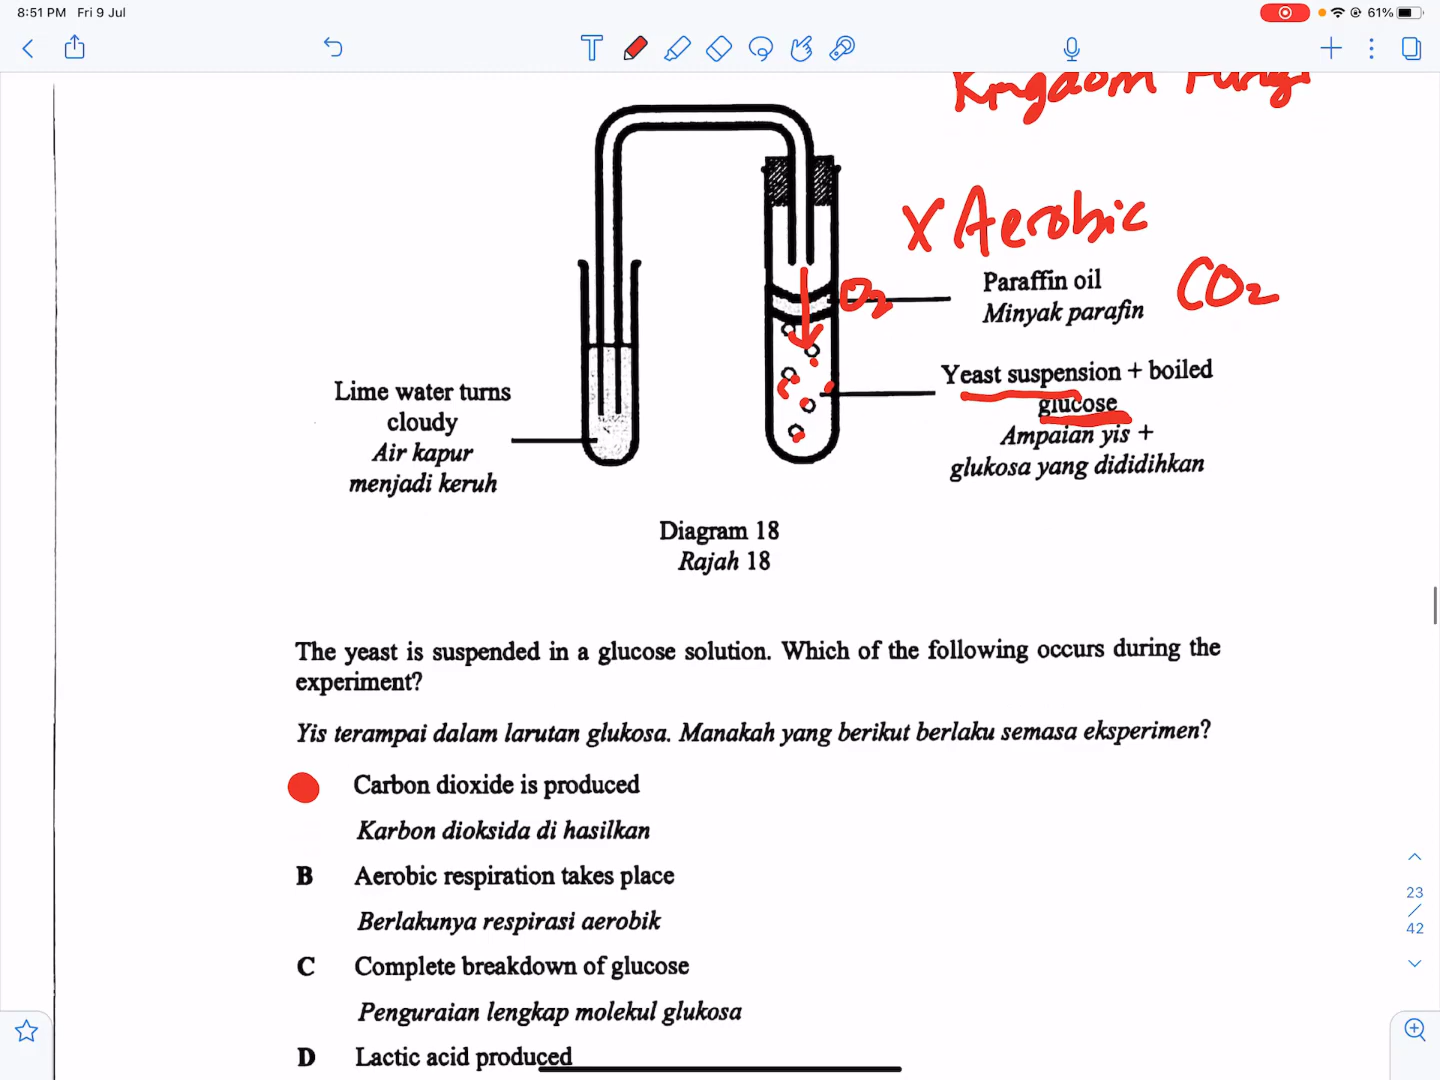 8:51 PM Fri 9 Jul
61%
T
Kingdom Fungi
X Aerobic
O2
Paraffin oil
Minyak parafin
CO2
Yeast suspension + boiled
glucose
Ampaian yis +
glukosa yang dididihkan
Lime water turns
cloudy
Air kapur
menjadi keruh
Diagram 18
Rajah 18
The yeast is suspended in a glucose solution. Which of the following occurs during the
experiment?
Yis terampai dalam larutan glukosa. Manakah yang berikut berlaku semasa eksperimen?
Carbon dioxide is produced
Karbon dioksida di hasilkan
B Aerobic respiration takes place
Berlakunya respirasi aerobik
C Complete breakdown of glucose
Penguraian lengkap molekul glukosa
D Lactic acid produced
23
/
42